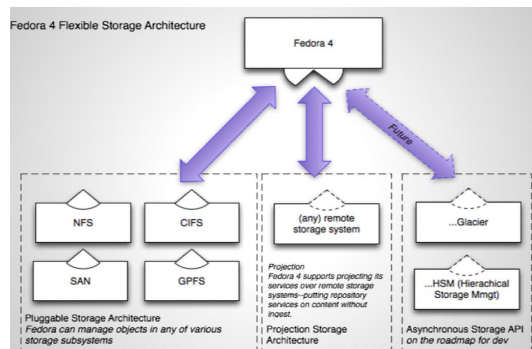 Fedora 4 Flexible Storage Architecture
Fedora 4
Future
NFS
CIFS
SAN
GPFS
Pluggable Storage Architecture
Fedora can manage objects in any of various
storage subsystems
(any) remote
storage system
Projection
Fedora 4 supports projecting its
services over remote storage
systems--putting repository
services on content without
ingest.
Projection Storage
Architecture
...Glacier
...HSM (Hierachical
Storage Mmgt)
Asynchronous Storage API
on the roadmap for dev